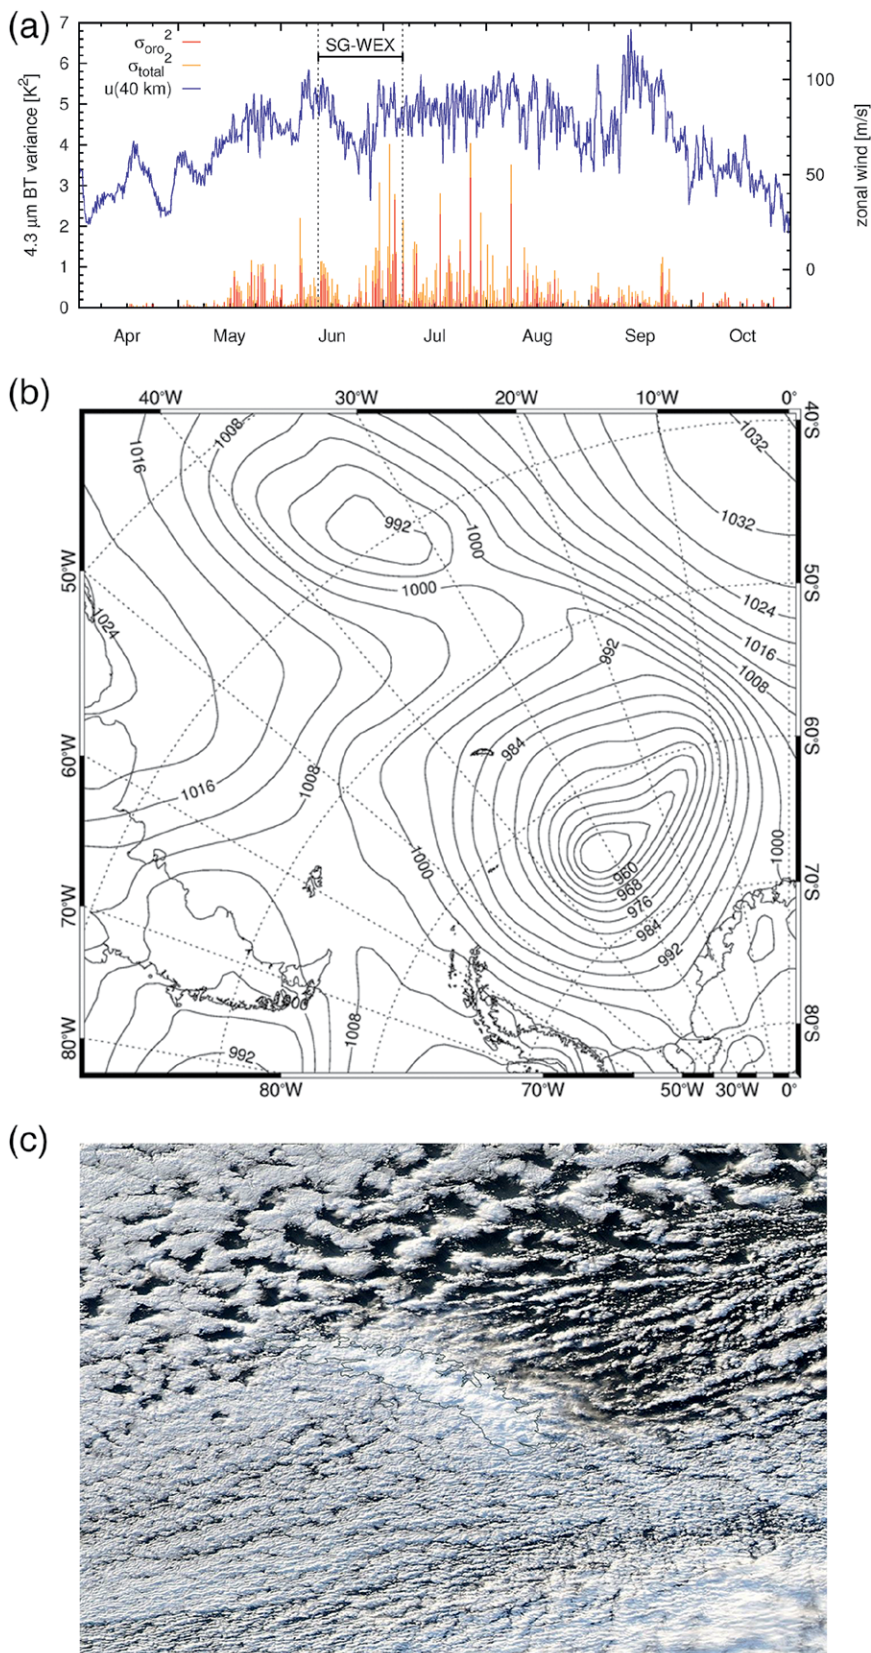 (a)
7
6
5
4
3
2
1
0
4.3 µm BT variance [K²]
σoro²
σtotal²
u(40 km)
SG-WEX
100
50
0
zonal wind [m/s]
Apr May Jun Jul Aug Sep Oct
(b)
40°W 30°W 20°W 10°W 0°
40°S
1008
1032
1016
1032
992
1000
50°W
50°S
1000
1024
1024
1016
992
1008
60°S
984
60°W
1008
1016
1000
1000
960
70°S
968
70°W
976
984
992
80°S
1008
80°W
992
80°W 70°W 50°W 30°W 0°
(c)